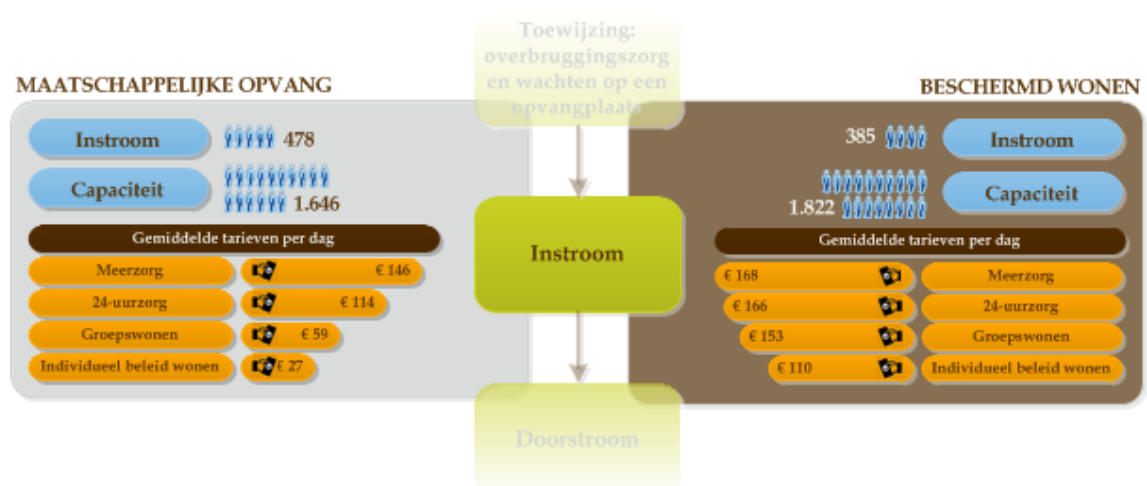 Toewijzing:
overbruggingszorg
en wachten op een
opvangplaats
MAATSCHAPPELIJKE OPVANG
Instroom 478
Capaciteit 1.646
Gemiddelde tarieven per dag
Meerzorg € 146
24-uurzorg € 114
Groepswonen € 59
Individueel beleid wonen € 27
Instroom
Doorstroom
BESCHERMD WONEN
385 Instroom
1.822 Capaciteit
Gemiddelde tarieven per dag
€ 168 Meerzorg
€ 166 24-uurzorg
€ 153 Groepswonen
€ 110 Individueel beleid wonen